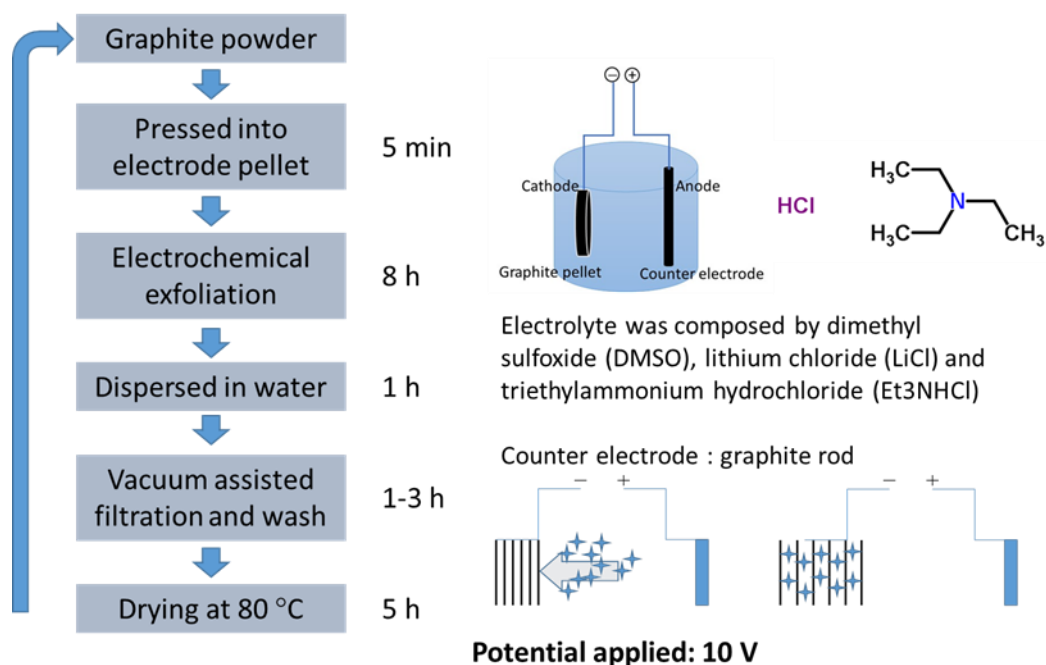 Graphite powder
Pressed into
electrode pellet
5 min
Electrochemical
exfoliation
8 h
Dispersed in water
1 h
Vacuum assisted
filtration and wash
1-3 h
Drying at 80 °C
5 h
− +
Cathode
Anode
Graphite pellet
Counter electrode
HCl
H₃C
N
H₃C
CH₃
Electrolyte was composed by dimethyl
sulfoxide (DMSO), lithium chloride (LiCl) and
triethylammonium hydrochloride (Et3NHCl)
Counter electrode : graphite rod
− +
− +
Potential applied: 10 V